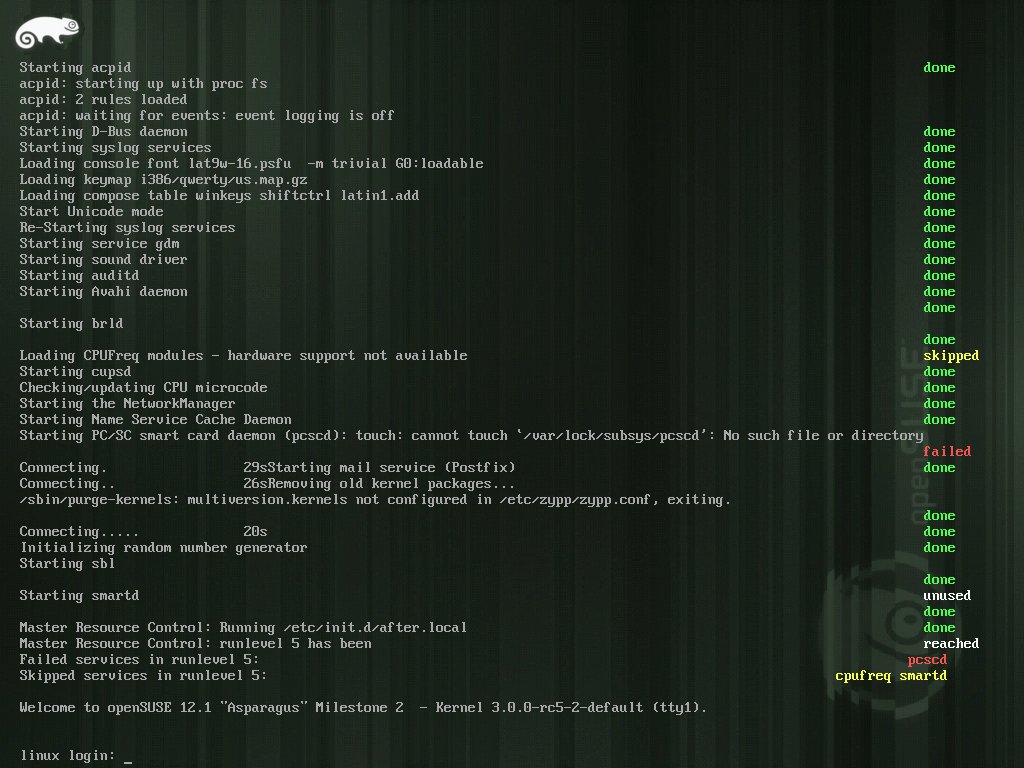 Starting acpid done
acpid: starting up with proc fs
acpid: 2 rules loaded
acpid: waiting for events: event logging is off
Starting D-Bus daemon done
Starting syslog services done
Loading console font lat9w-16.psfu  -m trivial G0:loadable done
Loading keymap i386/qwerty/us.map.gz done
Loading compose table winkeys shiftctrl latin1.add done
Start Unicode mode done
Re-Starting syslog services done
Starting service gdm done
Starting sound driver done
Starting auditd done
Starting Avahi daemon done
done
Starting brld
done
Loading CPUFreq modules - hardware support not available skipped
Starting cupsd done
Checking/updating CPU microcode done
Starting the NetworkManager done
Starting Name Service Cache Daemon done
Starting PC/SC smart card daemon (pcscd): touch: cannot touch `/var/lock/subsys/pcscd': No such file or directory
failed
Connecting. 29sStarting mail service (Postfix) done
Connecting.. 26sRemoving old kernel packages...
/sbin/purge-kernels: multiversion.kernels not configured in /etc/zypp/zypp.conf, exiting.
done
Connecting..... 20s done
Initializing random number generator done
Starting sbl
done
Starting smartd unused
done
Master Resource Control: Running /etc/init.d/after.local done
Master Resource Control: runlevel 5 has been reached
Failed services in runlevel 5: pcscd
Skipped services in runlevel 5: cpufreq smartd
Welcome to openSUSE 12.1 "Asparagus" Milestone 2  - Kernel 3.0.0-rc5-2-default (tty1).
linux login: _
openSUSE